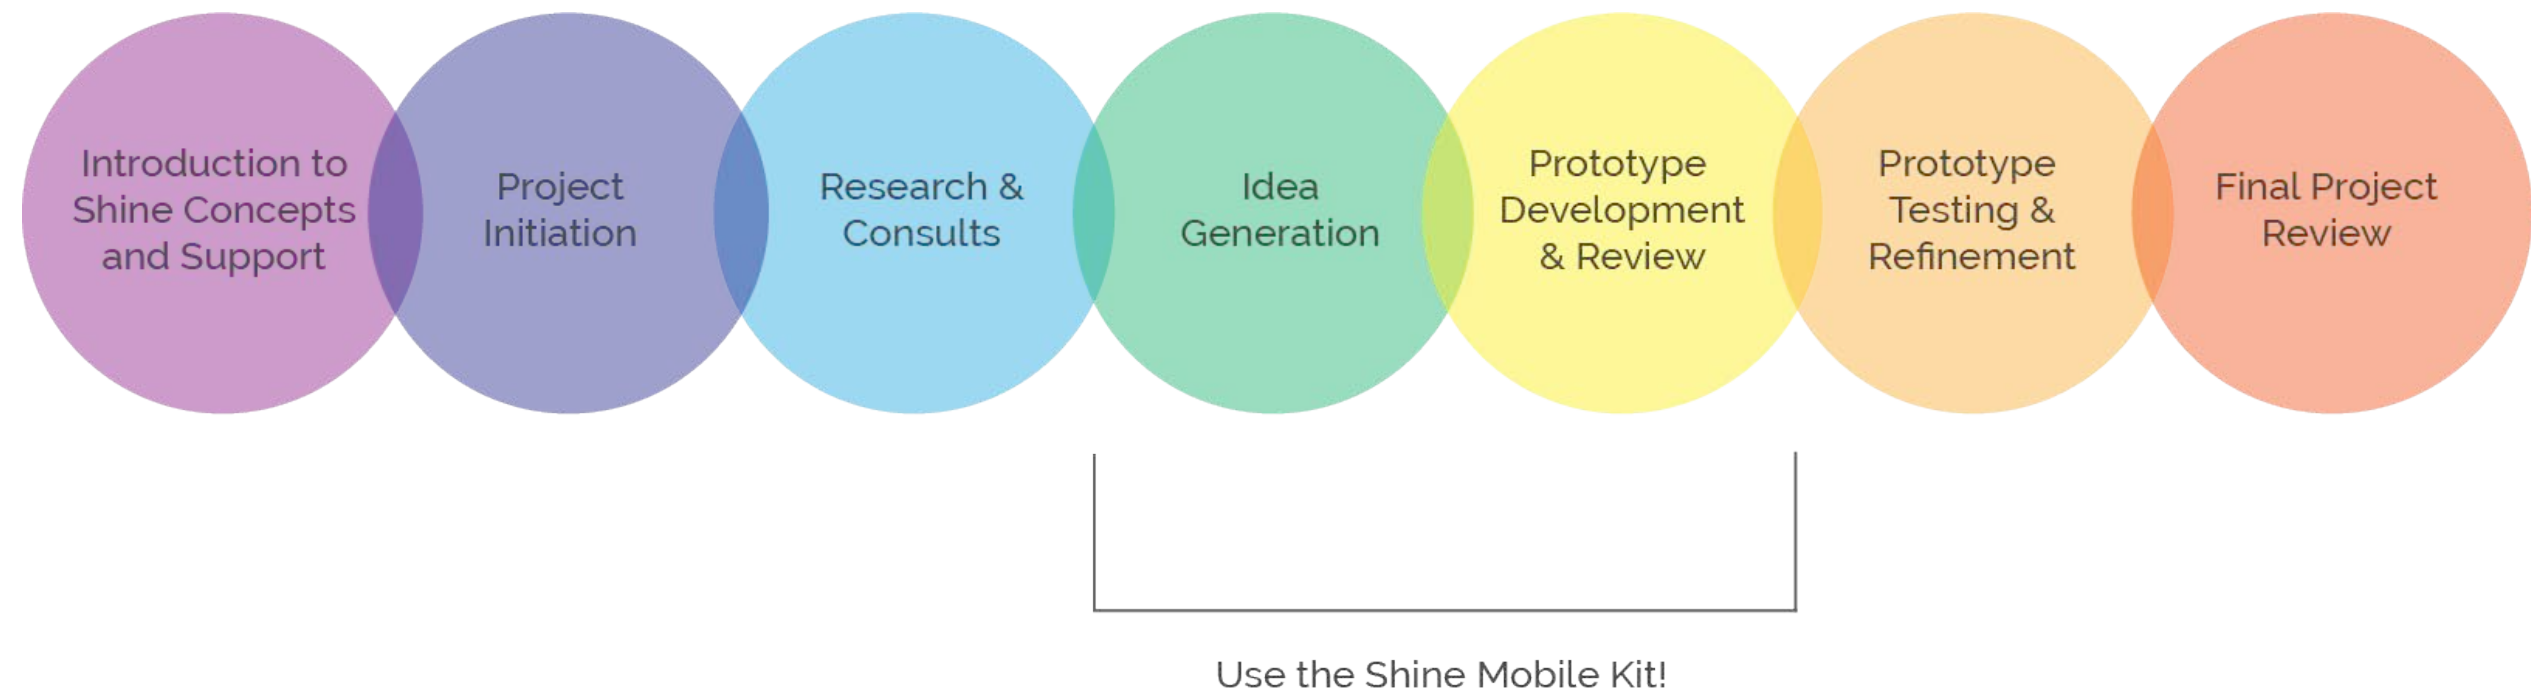 Introduction to
Shine Concepts
and Support
Project
Initiation
Research &
Consults
Idea
Generation
Prototype
Development
& Review
Prototype
Testing &
Refinement
Final Project
Review
Use the Shine Mobile Kit!